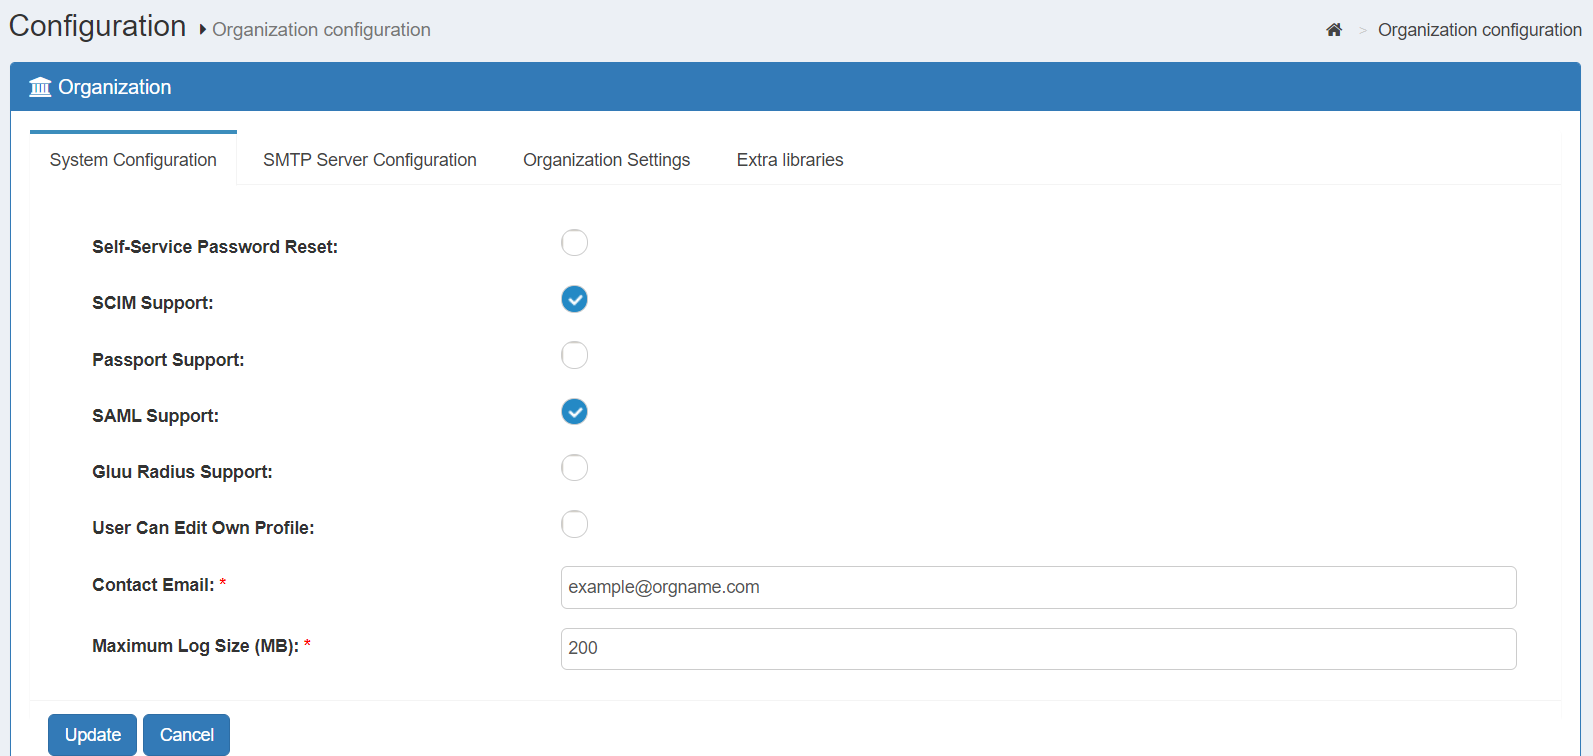 Configuration Organization configuration
> Organization configuration
Organization
System Configuration SMTP Server Configuration Organization Settings Extra libraries
Self-Service Password Reset:
SCIM Support:
Passport Support:
SAML Support:
Gluu Radius Support:
User Can Edit Own Profile:
Contact Email: * example@orgname.com
Maximum Log Size (MB): * 200
Update Cancel